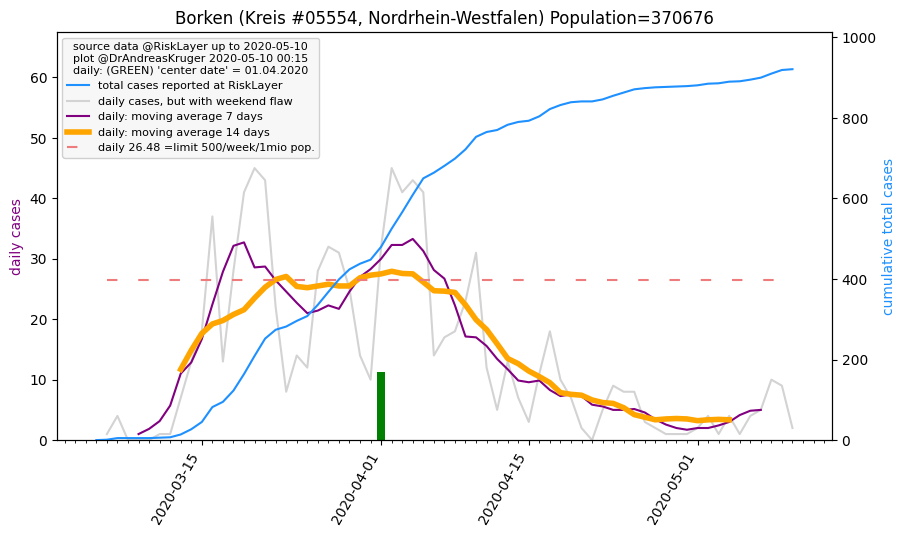 Borken (Kreis #05554, Nordrhein-Westfalen) Population=370676
source data @RiskLayer up to 2020-05-10
plot @DrAndreasKruger 2020-05-10 00:15
daily: (GREEN) 'center date' = 01.04.2020
total cases reported at RiskLayer
daily cases, but with weekend flaw
daily: moving average 7 days
daily: moving average 14 days
daily 26.48 =limit 500/week/1mio pop.
daily cases
60
50
40
30
20
10
0
cumulative total cases
1000
800
600
400
200
0
2020-03-15
2020-04-01
2020-04-15
2020-05-01